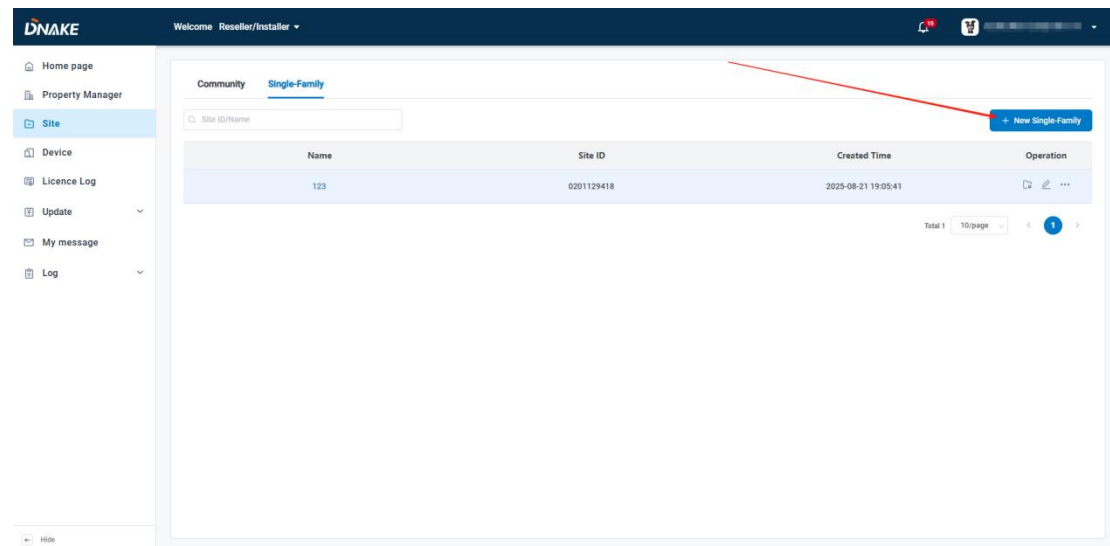 DNAKE
Welcome Reseller/Installer
15
Home page
Property Manager
Site
Device
Licence Log
Update
My message
Log
Hide
Community Single-Family
Site ID/Name
+ New Single-Family
Name Site ID Created Time Operation
123 0201129418 2025-08-21 19:05:41
Total 1 10/page 1